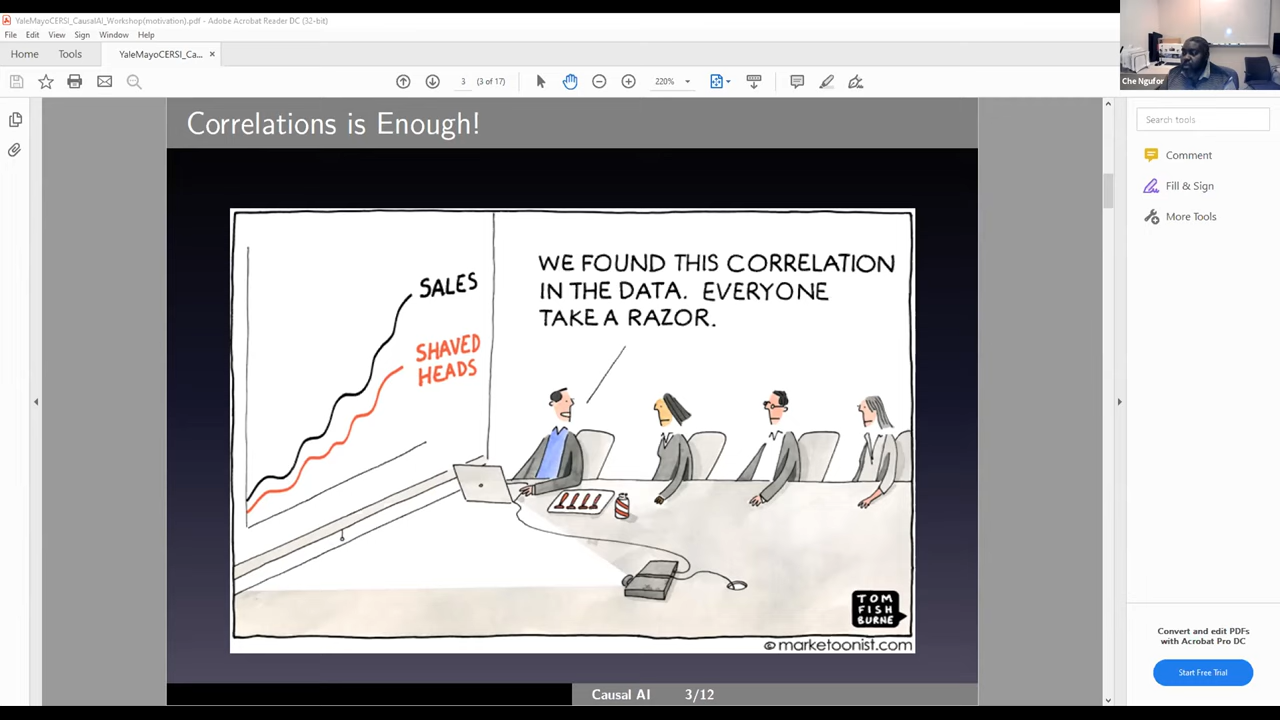 YaleMayoCERSI_CausalAI_Workshop(motivation).pdf - Adobe Acrobat Reader DC (32-bit)
File Edit View Sign Window Help
Home Tools YaleMayoCERSI_Ca... ×
3 (3 of 17) 220%
Che Ngufor
Search tools
Comment
Fill & Sign
More Tools
Correlations is Enough!
SALES
SHAVED
HEADS
WE FOUND THIS CORRELATION
IN THE DATA. EVERYONE
TAKE A RAZOR.
TOM
FISH
BURNE
© marketoonist.com
Causal AI 3/12
Convert and edit PDFs
with Acrobat Pro DC
Start Free Trial